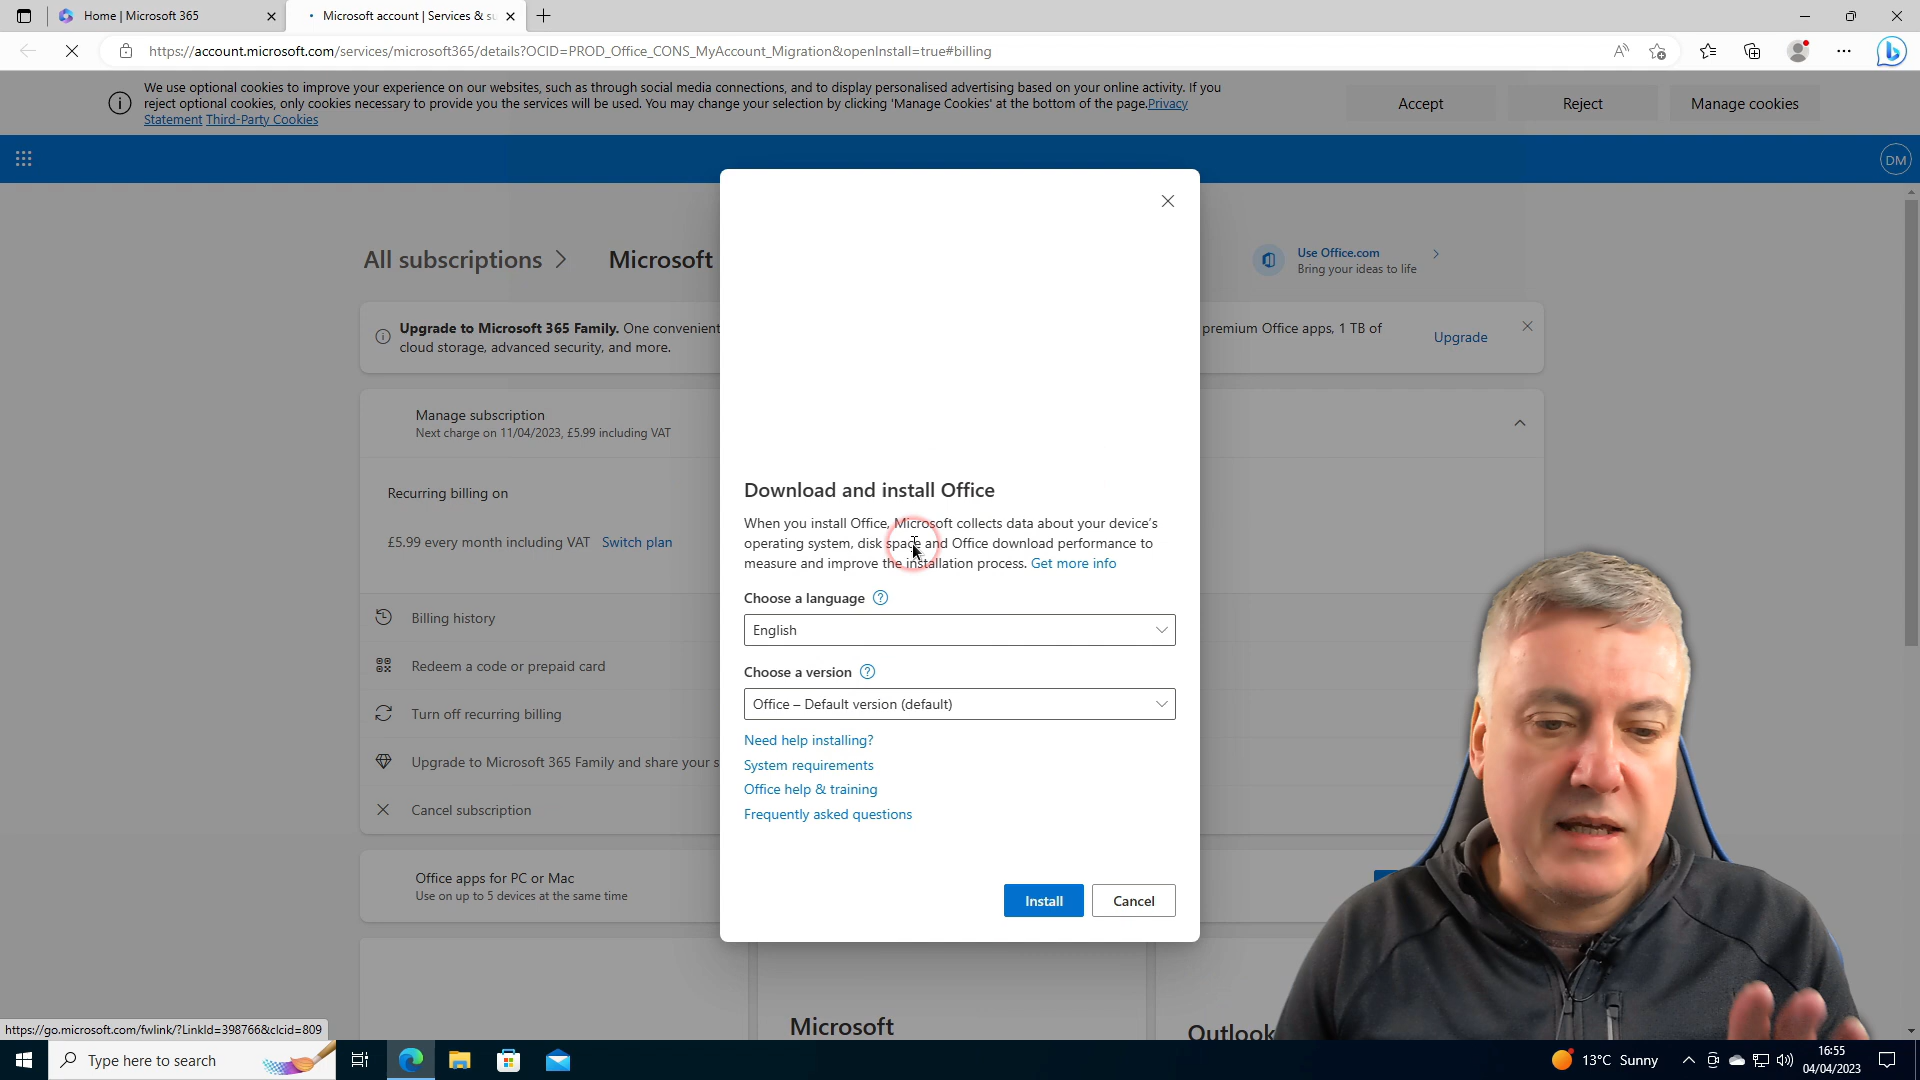 Home | Microsoft 365
Microsoft account | Services & su
https://account.microsoft.com/services/microsoft365/details?OCID=PROD_Office_CONS_MyAccount_Migration&openInstall=true#billing
We use optional cookies to improve your experience on our websites, such as through social media connections, and to display personalised advertising based on your online activity. If you
reject optional cookies, only cookies necessary to provide you the services will be used. You may change your selection by clicking 'Manage Cookies' at the bottom of the page.Privacy
Statement Third-Party Cookies
Accept
Reject
Manage cookies
DM
All subscriptions >
Microsoft
Use Office.com
Bring your ideas to life
Upgrade to Microsoft 365 Family. One convenient
premium Office apps, 1 TB of
cloud storage, advanced security, and more.
Upgrade
Manage subscription
Next charge on 11/04/2023, £5.99 including VAT
Recurring billing on
£5.99 every month including VAT Switch plan
Billing history
Redeem a code or prepaid card
Turn off recurring billing
Upgrade to Microsoft 365 Family and share your s
Cancel subscription
Office apps for PC or Mac
Use on up to 5 devices at the same time
Download and install Office
When you install Office, Microsoft collects data about your device's
operating system, disk space and Office download performance to
measure and improve the installation process. Get more info
Choose a language
English
Choose a version
Office – Default version (default)
Need help installing?
System requirements
Office help & training
Frequently asked questions
Install
Cancel
Microsoft
Outlook
https://go.microsoft.com/fwlink/?LinkId=398766&clcid=809
Type here to search
13°C Sunny
16:55
04/04/2023